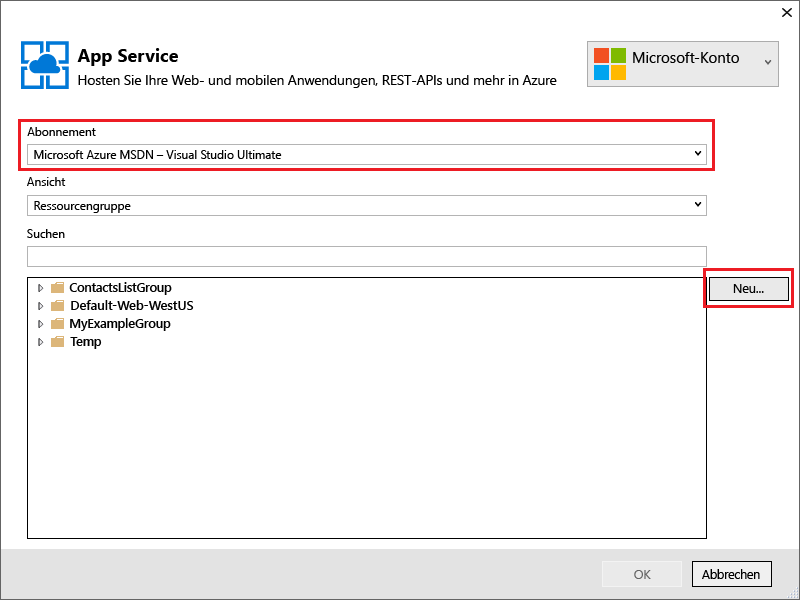 App Service
Hosten Sie Ihre Web- und mobilen Anwendungen, REST-APIs und mehr in Azure
Microsoft-Konto
Abonnement
Microsoft Azure MSDN – Visual Studio Ultimate
Ansicht
Ressourcengruppe
Suchen
ContactsListGroup
Default-Web-WestUS
MyExampleGroup
Temp
Neu...
OK
Abbrechen